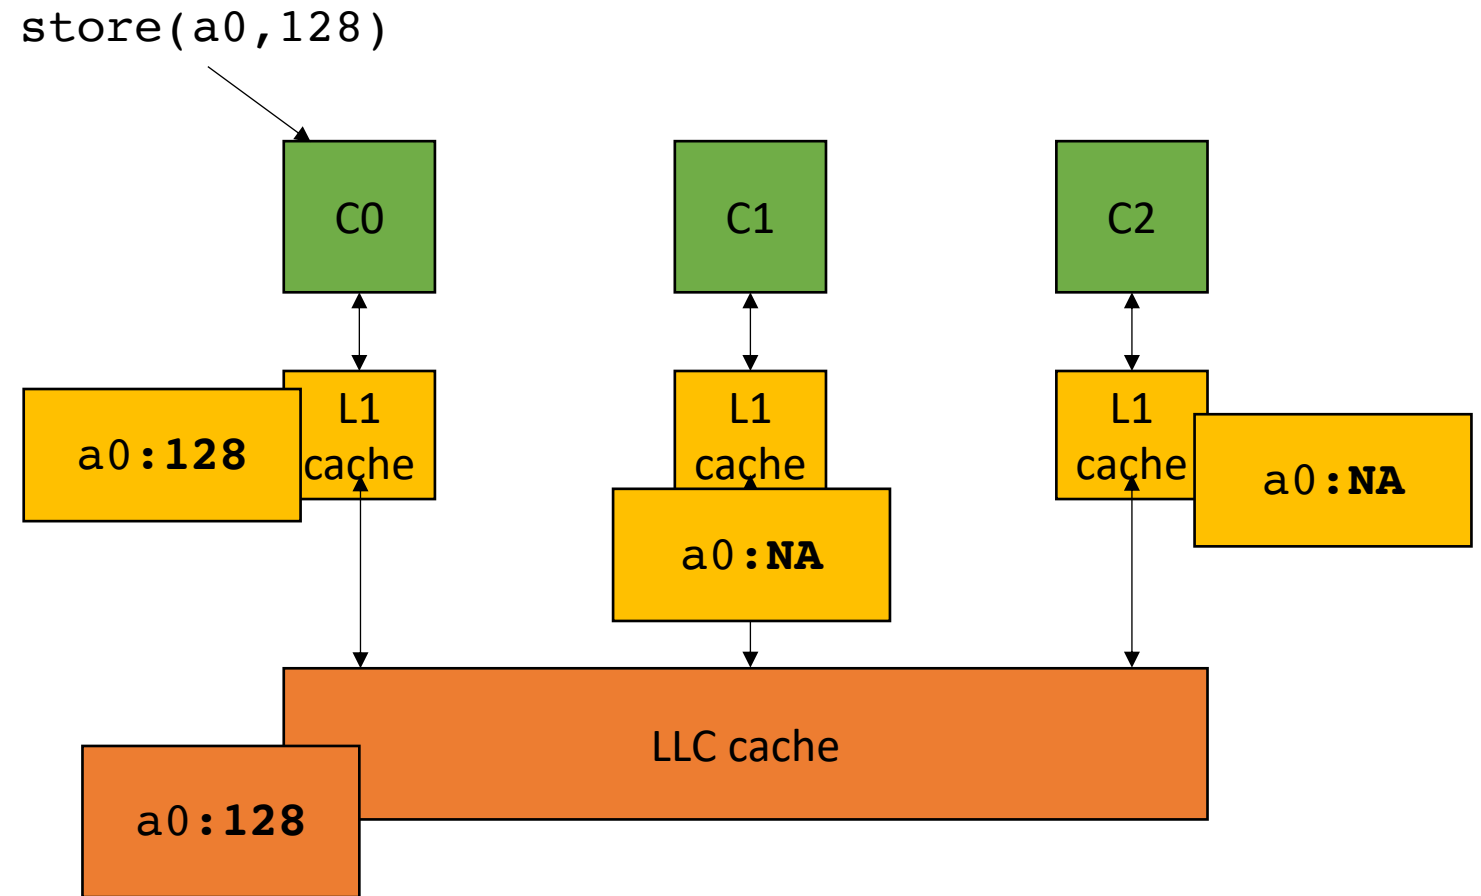 store(a0,128)
C0
C1
C2
L1
cache
L1
cache
L1
cache
a0:128
a0:NA
a0:NA
LLC cache
a0:128